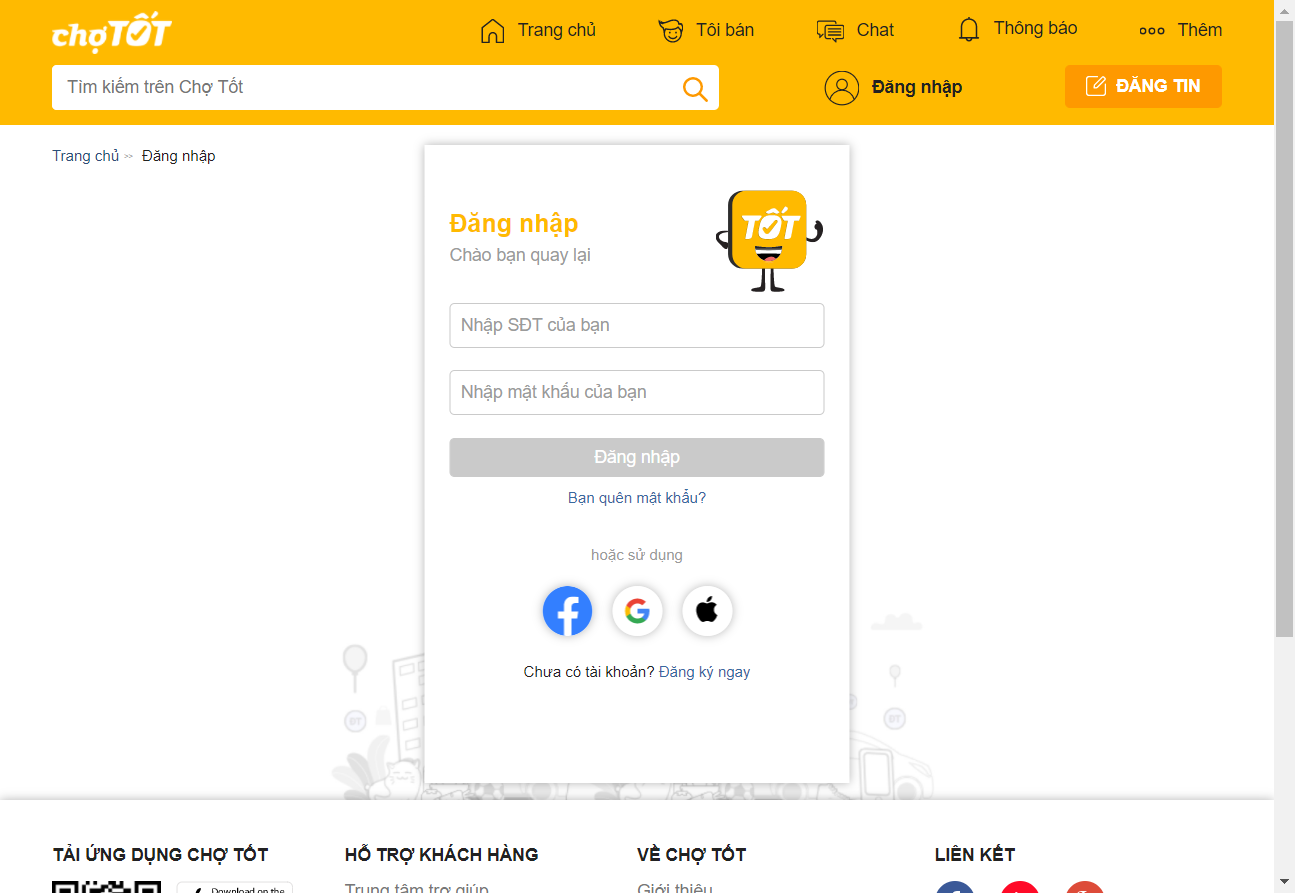 chợTỐT
Trang chủ
Tôi bán
Chat
Thông báo
Thêm
Tìm kiếm trên Chợ Tốt
Đăng nhập
ĐĂNG TIN
Trang chủ
Đăng nhập
TỐT
Đăng nhập
Chào bạn quay lại
Nhập SĐT của bạn
Nhập mật khẩu của bạn
Đăng nhập
Bạn quên mật khẩu?
hoặc sử dụng
Chưa có tài khoản? Đăng ký ngay
ĐT
ĐT
TẢI ỨNG DỤNG CHỢ TỐT
HỖ TRỢ KHÁCH HÀNG
VỀ CHỢ TỐT
LIÊN KẾT
Download on the
Trung tâm trợ giúp
Giới thiệu